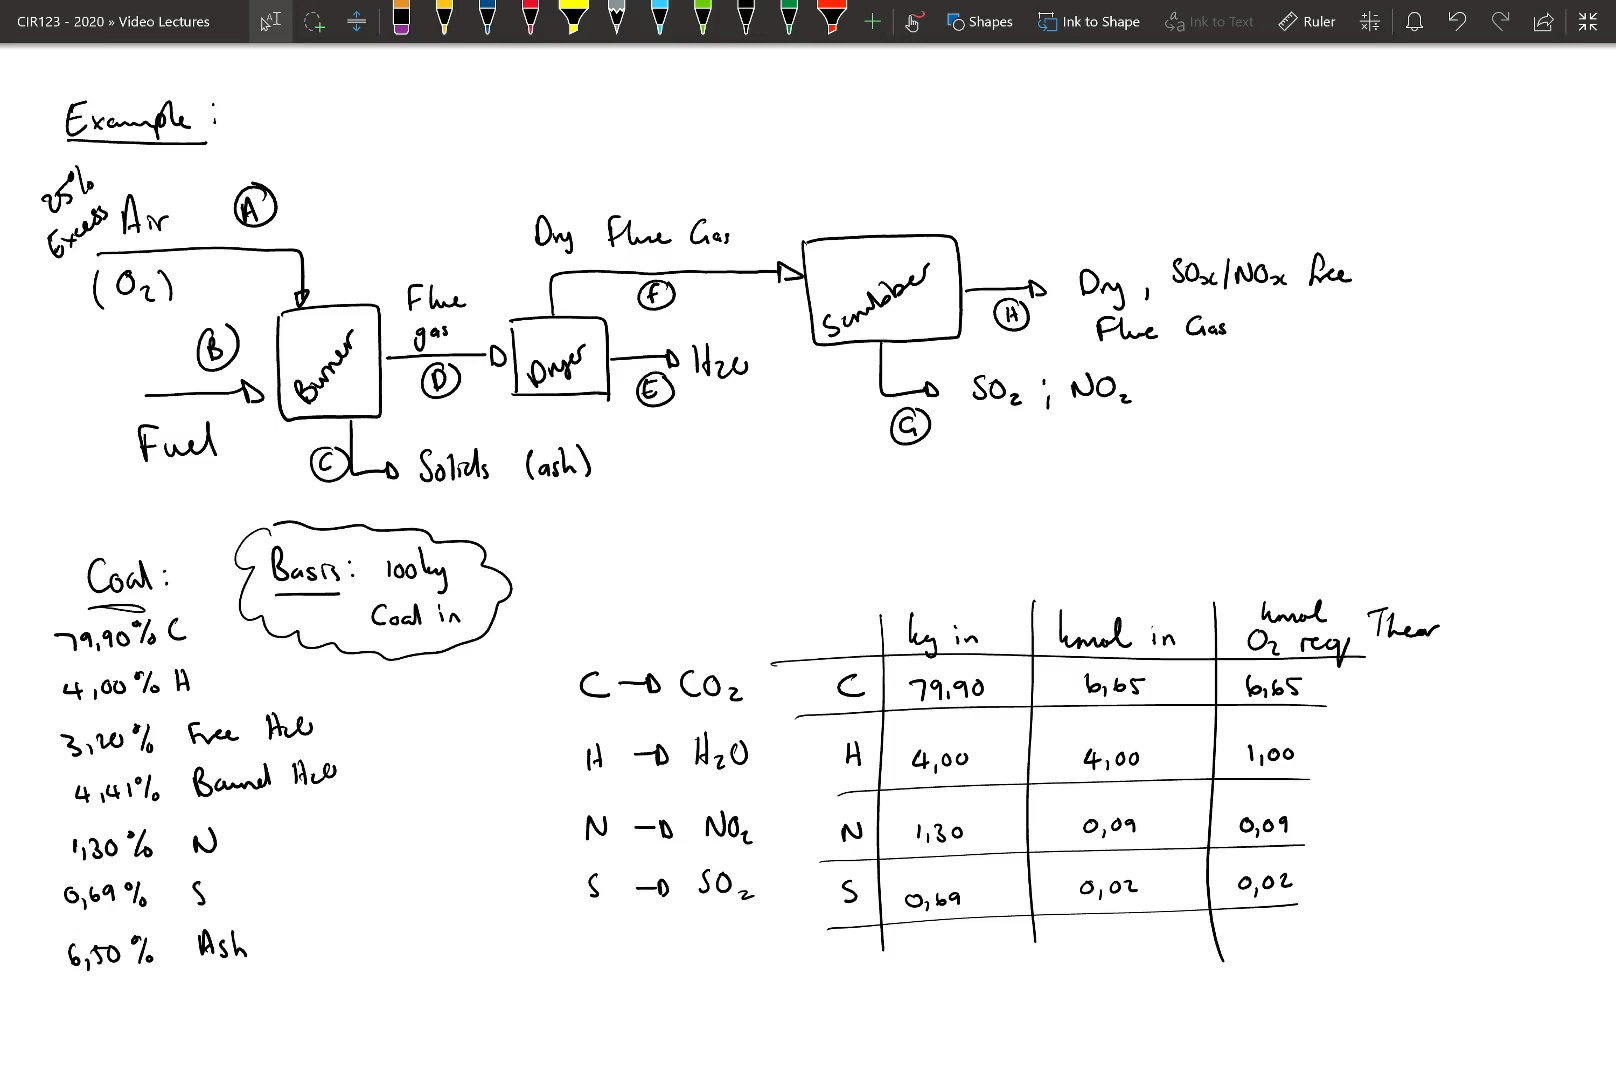 CIR123 - 2020 » Video Lectures
Shapes
Ink to Shape
Ink to Text
Ruler
Example :
25% Excess
Air
A
(O2)
B
Fuel
Burner
C
Solids (ash)
Flue gas
D
Dryer
E
H2O
Dry Flue Gas
F
Scrubber
H
Dry, SOx/NOx free
Flue Gas
G
SO2 ; NO2
Coal :
79,90% C
4,00% H
3,20% Free H2O
4,41% Bound H2O
1,30% N
0,69% S
6,50% Ash
Basis : 100kg
Coal in
C → CO2
H → H2O
N → NO2
S → SO2
kg in kmol in kmol O2 req Theor
C 79,90 6,65 6,65
H 4,00 4,00 1,00
N 1,30 0,09 0,09
S 0,69 0,02 0,02